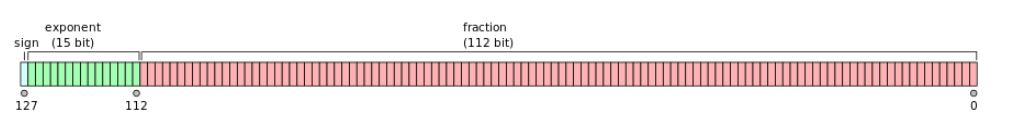 exponent
sign (15 bit)
fraction
(112 bit)
127
112
0